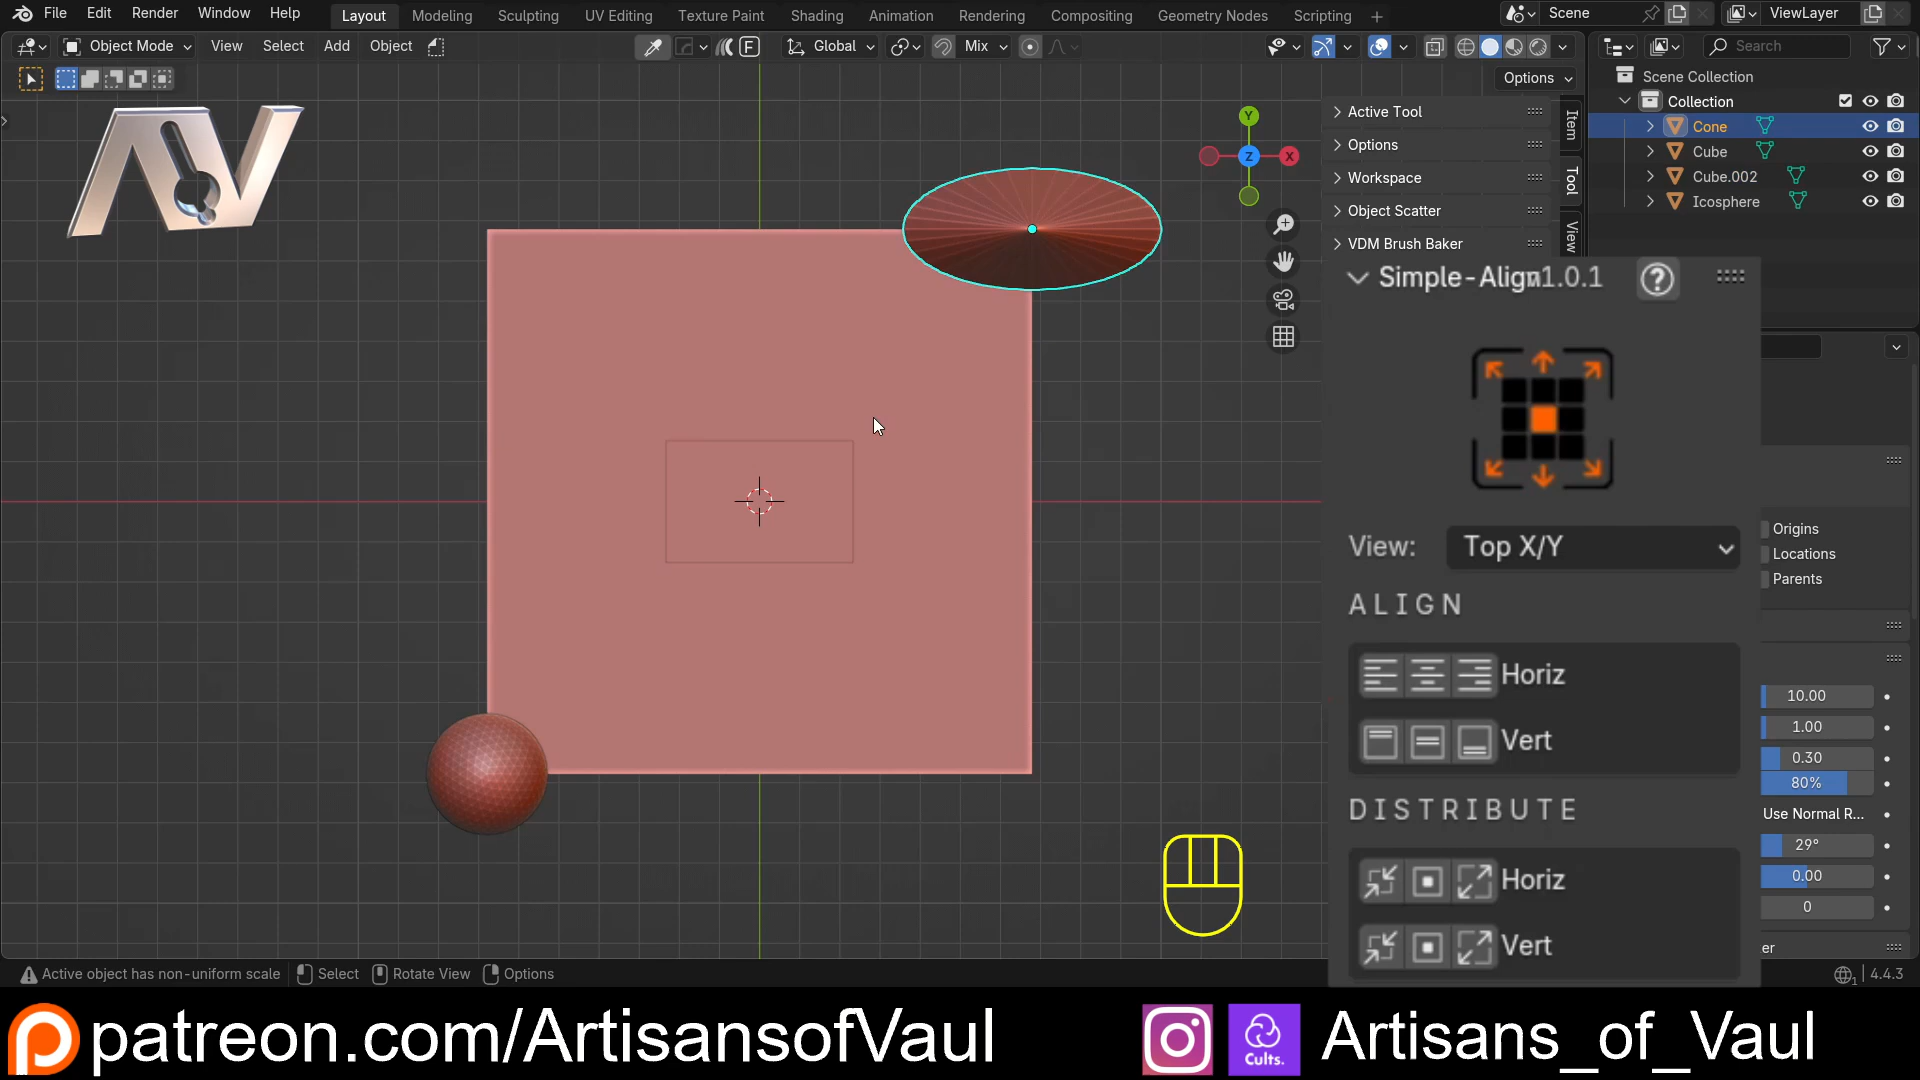 File Edit Render Window Help Layout Modeling Sculpting UV Editing Texture Paint Shading Animation Rendering Compositing Geometry Nodes Scripting Scene ViewLayer
Object Mode View Select Add Object Global Mix Search
Options
Scene Collection
Collection
Cone
Cube
Cube.002
Icosphere
AV
Y
X
Z
Active Tool
Options
Workspace
Object Scatter
VDM Brush Baker
Item
Tool
View
Simple-Align
v1.0.1
View: Top X/Y
ALIGN
Horiz
Vert
DISTRIBUTE
Horiz
Vert
Origins
Locations
Parents
10.00
1.00
0.30
80%
Use Normal R...
29°
0.00
0
er
Active object has non-uniform scale Select Rotate View Options 4.4.3
patreon.com/ArtisansofVaul Cults. Artisans_of_Vaul